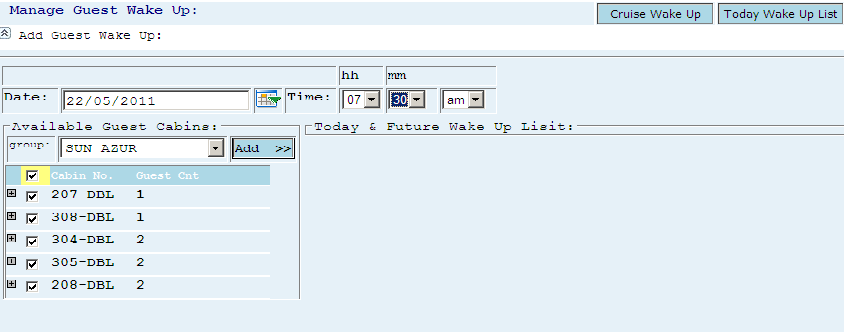 Manage Guest Wake Up:
Cruise Wake Up
Today Wake Up List
Add Guest Wake Up:
hh mm
Date: 22/05/2011 Time: 07 30 am
Available Guest Cabins:
Today & Future Wake Up Lisit:
group: SUN AZUR Add >>
Cabin No. Guest Cnt
207 DBL 1
308-DBL 1
304-DBL 2
305-DBL 2
208-DBL 2